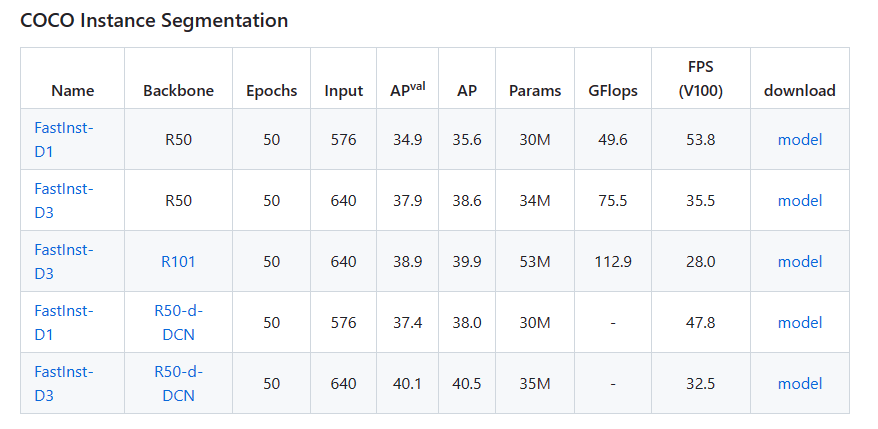 COCO Instance Segmentation
Name Backbone Epochs Input APval AP Params GFlops FPS (V100) download
FastInst-D1 R50 50 576 34.9 35.6 30M 49.6 53.8 model
FastInst-D3 R50 50 640 37.9 38.6 34M 75.5 35.5 model
FastInst-D3 R101 50 640 38.9 39.9 53M 112.9 28.0 model
FastInst-D1 R50-d-DCN 50 576 37.4 38.0 30M - 47.8 model
FastInst-D3 R50-d-DCN 50 640 40.1 40.5 35M - 32.5 model